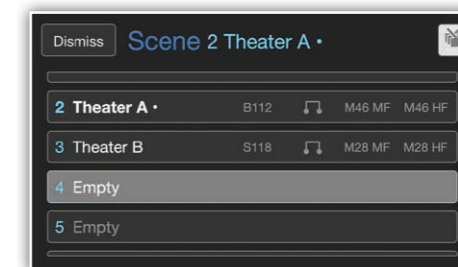 Dismiss Scene 2 Theater A •
2 Theater A • B112 M46 MF M46 HF
3 Theater B S118 M28 MF M28 HF
4 Empty
5 Empty